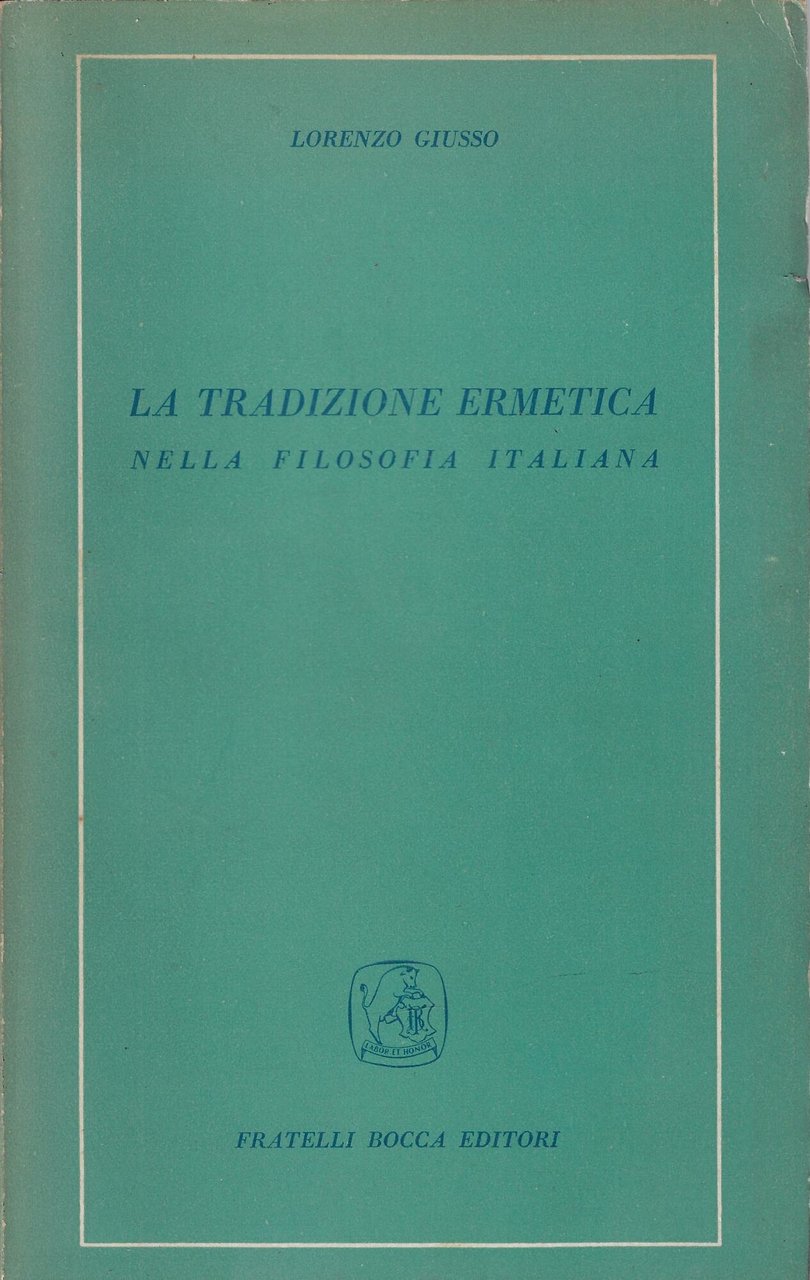 LORENZO GIUSSO
LA TRADIZIONE ERMETICA
NELLA FILOSOFIA ITALIANA
LABOR ET HONOR
FRATELLI BOCCA EDITORI